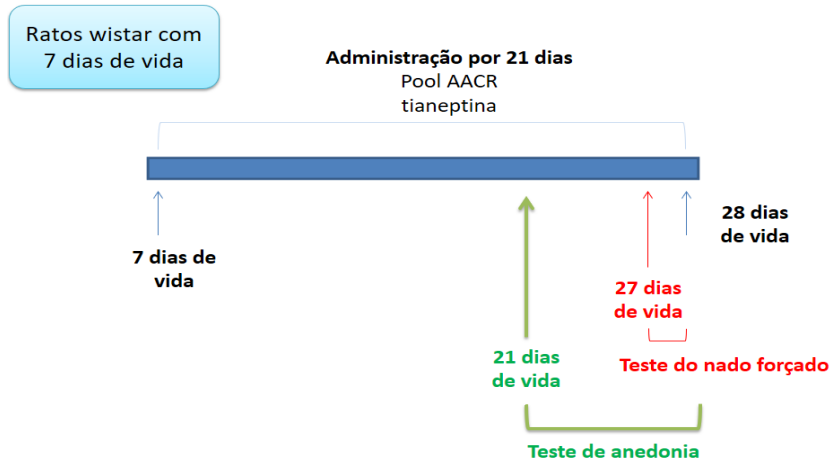 Ratos wistar com
7 dias de vida
Administração por 21 dias
Pool AACR
tianeptina
7 dias de
vida
28 dias
de vida
27 dias
de vida
21 dias
de vida
Teste do nado forçado
Teste de anedonia